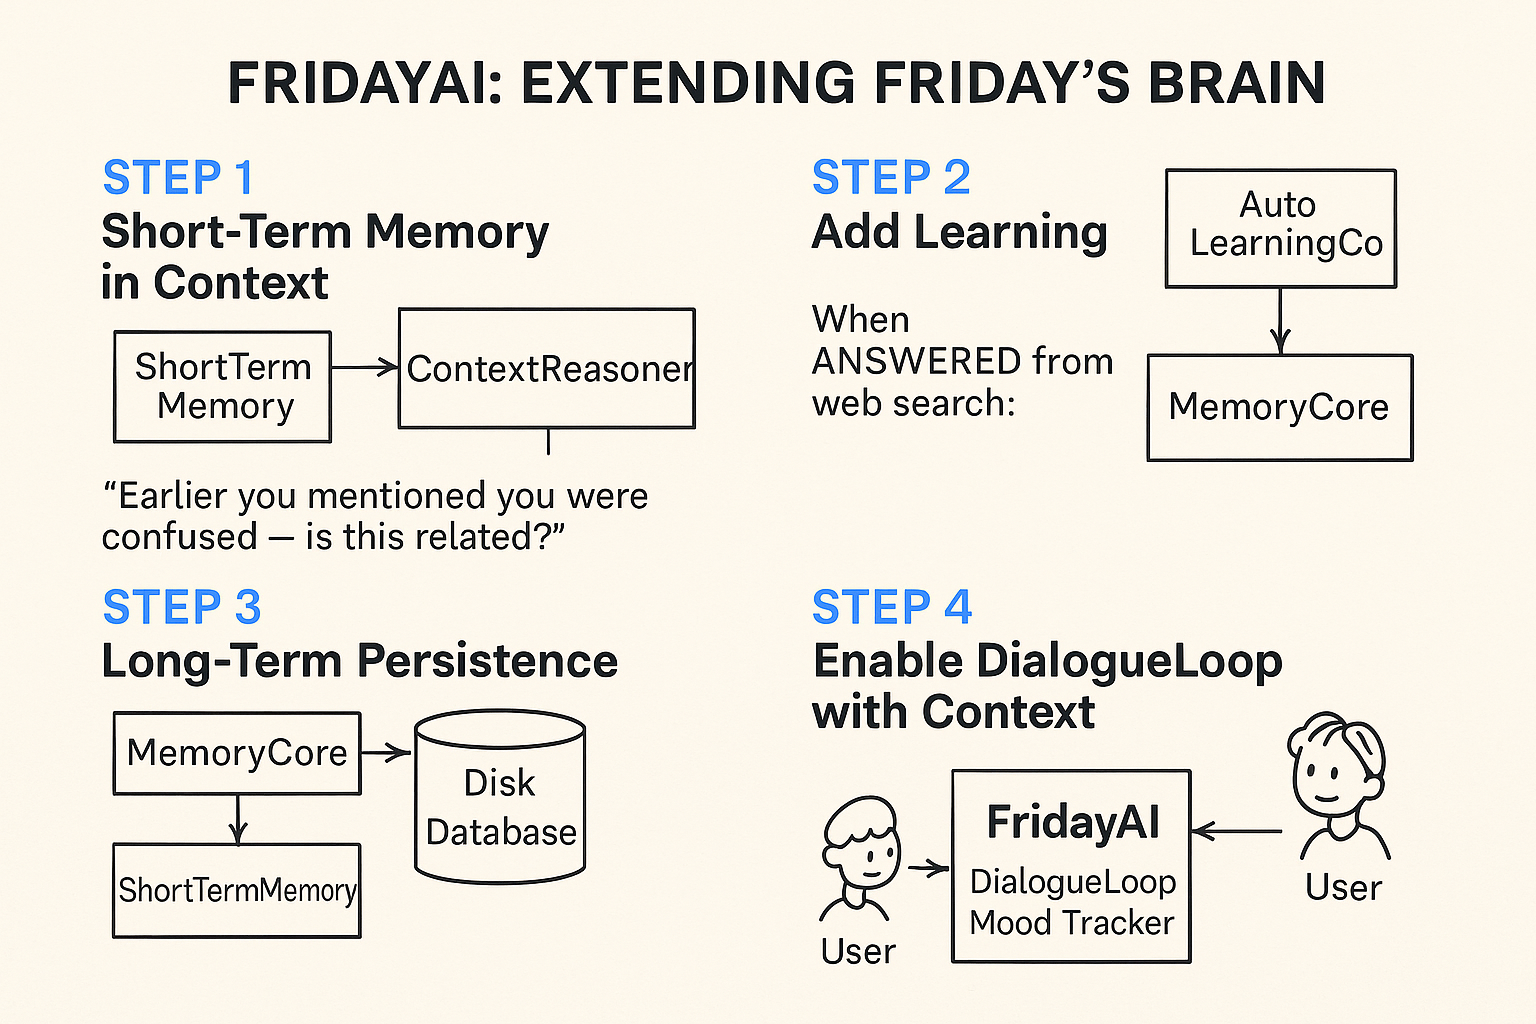 FRIDAYAI: EXTENDING FRIDAY’S BRAIN
STEP 1
Short-Term Memory
in Context
ShortTerm
Memory
ContextReasoner
“Earlier you mentioned you were
confused — is this related?”
STEP 2
Add Learning
When
ANSWERED from
web search:
Auto
LearningCo
MemoryCore
STEP 3
Long-Term Persistence
MemoryCore
Disk
Database
ShortTermMemory
STEP 4
Enable DialogueLoop
with Context
FridayAI
DialogueLoop
Mood Tracker
User
User